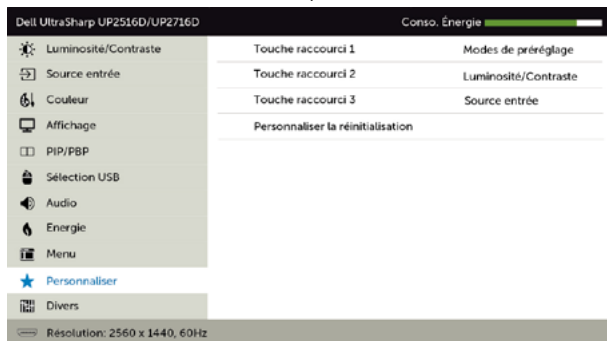 Dell UltraSharp UP2516D/UP2716D Conso, Énergie
Luminosité/Contraste Touche raccourci 1 Modes de préréglage
Source entrée Touche raccourci 2 Luminosité/Contraste
Couleur Touche raccourci 3 Source entrée
Affichage Personnaliser la réinitialisation
PIP/PBP
Sélection USB
Audio
Energie
Menu
Personnaliser
Divers
Résolution: 2560 x 1440, 60Hz